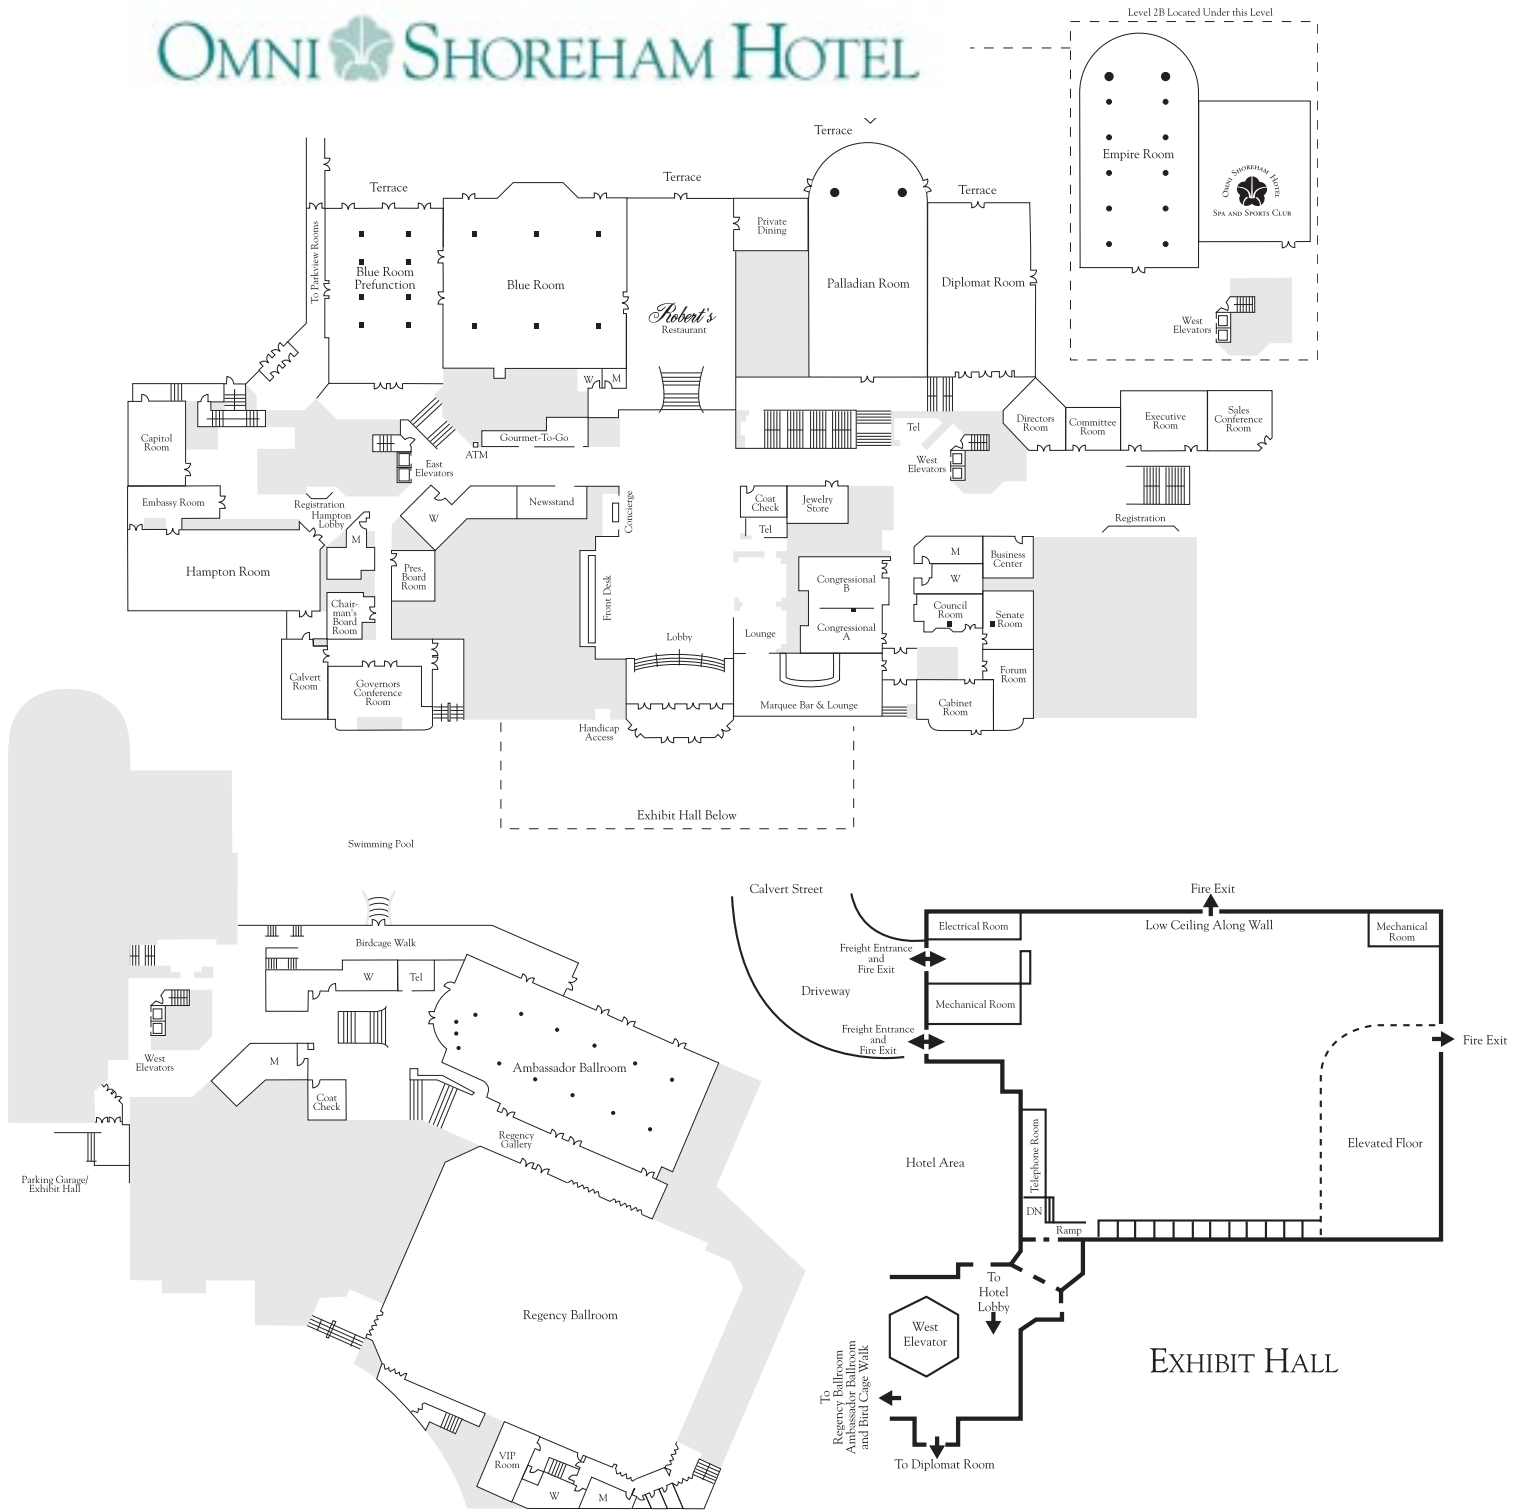 OMNI SHOREHAM HOTEL
Level 2B Located Under this Level
Empire Room
OMNI SHOREHAM HOTEL
SPA AND SPORTS CLUB
West
Elevators
Terrace
Terrace
Terrace
Terrace
To Parkview Rooms
Blue Room
Prefunction
Blue Room
Robert's
Restaurant
Private
Dining
Palladian Room
Diplomat Room
W
M
Capitol
Room
Gourmet-To-Go
ATM
East
Elevators
Tel
West
Elevators
Directors
Room
Committee
Room
Executive
Room
Sales
Conference
Room
Embassy Room
Registration
Hampton
Lobby
M
W
Newsstand
Concierge
Coat
Check
Jewelry
Store
Tel
Registration
Hampton Room
Pres.
Board
Room
Chair-
man's
Board
Room
Front Desk
Lobby
Lounge
Congressional
B
Congressional
A
M
W
Business
Center
Council
Room
Senate
Room
Calvert
Room
Governors
Conference
Room
Handicap
Access
Marquee Bar & Lounge
Cabinet
Room
Forum
Room
Exhibit Hall Below
Swimming Pool
Birdcage Walk
W
Tel
West
Elevators
M
Coat
Check
Ambassador Ballroom
Regency
Gallery
Parking Garage/
Exhibit Hall
Regency Ballroom
VIP
Room
W
M
Calvert Street
Fire Exit
Electrical Room
Low Ceiling Along Wall
Mechanical
Room
Freight Entrance
and
Fire Exit
Driveway
Mechanical Room
Freight Entrance
and
Fire Exit
Fire Exit
Hotel Area
Telephone Room
Elevated Floor
DN
Ramp
To
Hotel
Lobby
West
Elevator
To
Regency Ballroom
Ambassador Ballroom
and Bird Cage Walk
To Diplomat Room
EXHIBIT HALL